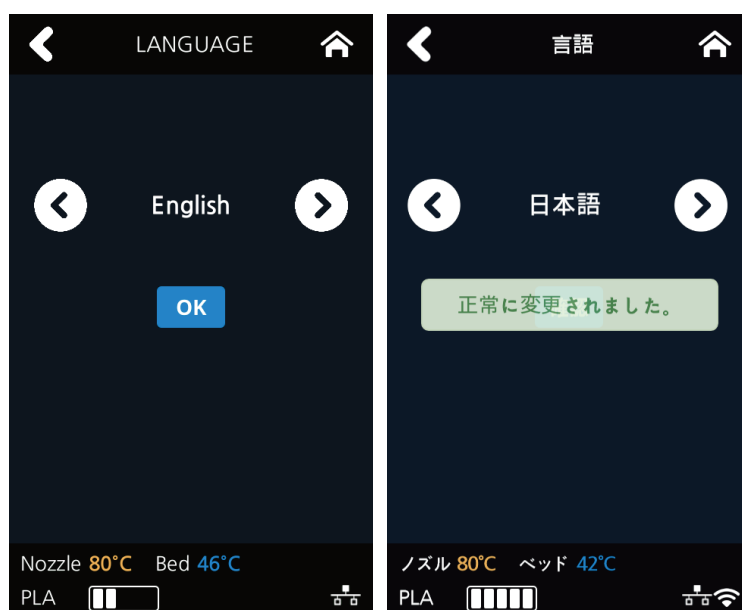 LANGUAGE
English
OK
Nozzle 80°C Bed 46°C
PLA
言語
日本語
正常に変更されました。
ノズル 80℃ ベッド 42℃
PLA